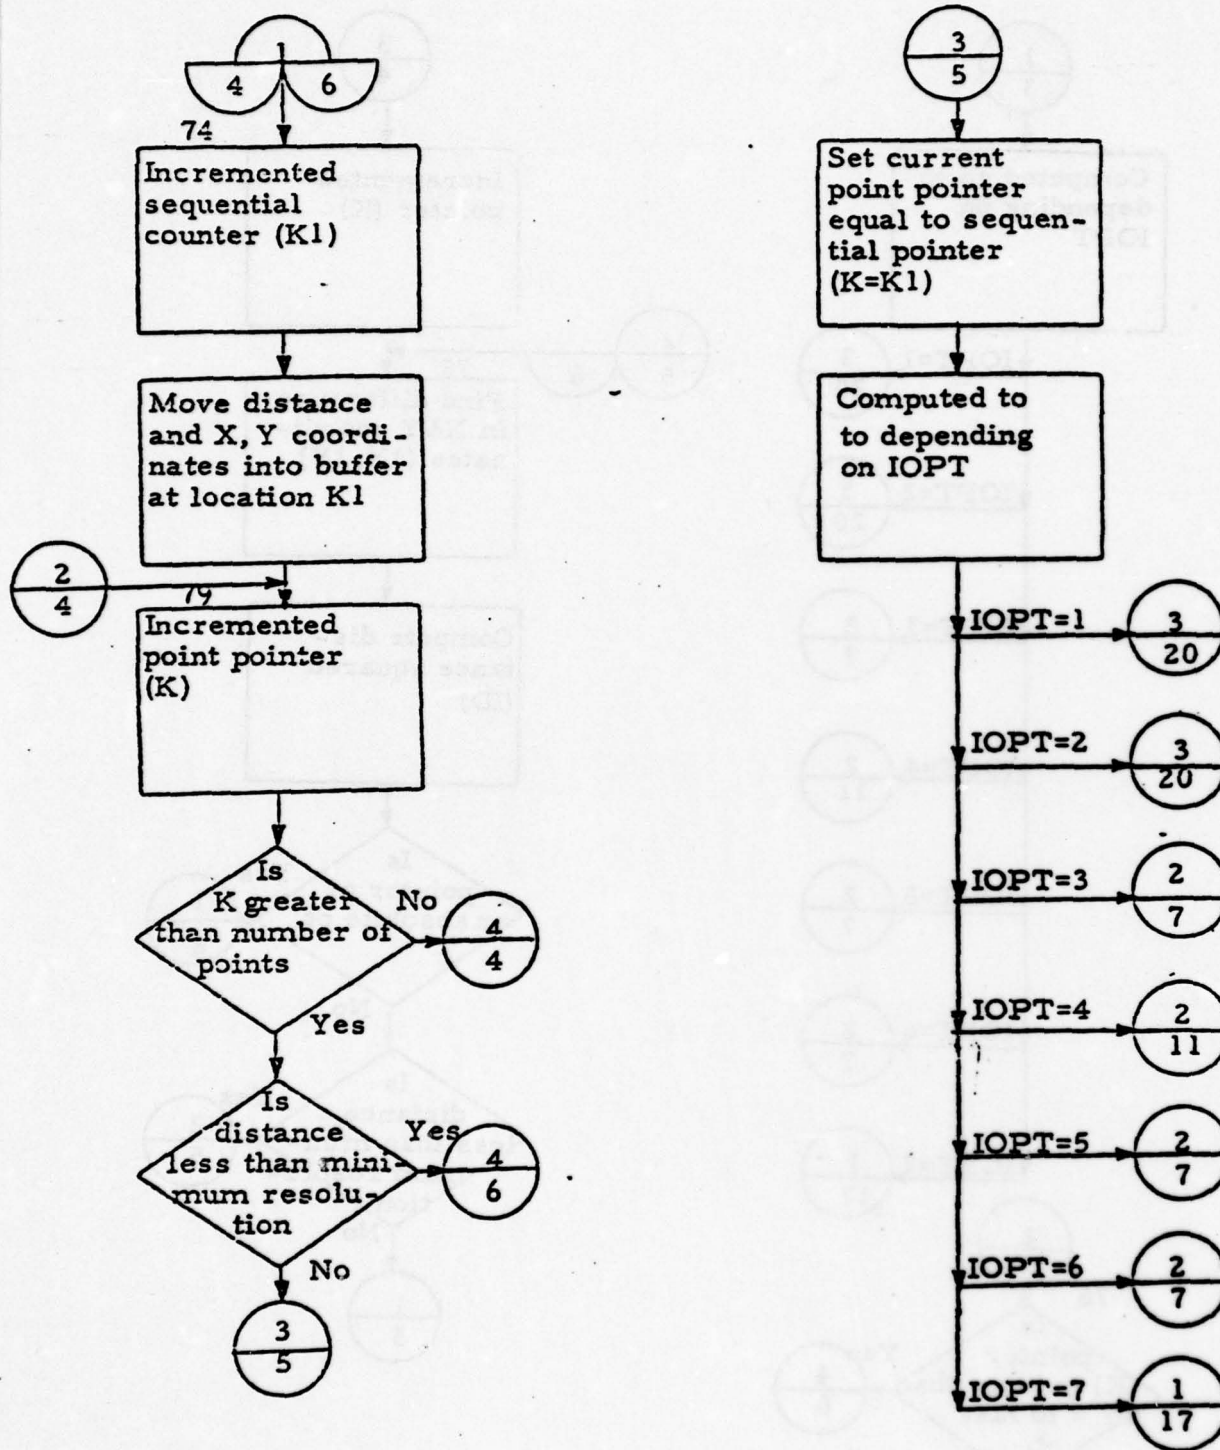 1
4 6
74
Incremented
sequential
counter (K1)
Move distance
and X, Y coordi-
nates into buffer
at location K1
2
4
79
Incremented
point pointer
(K)
Is
K greater
than number of
points
No
4
4
Yes
Is
distance
less than mini-
mum resolu-
tion
Yes
4
6
No
3
5
3
5
Set current
point pointer
equal to sequen-
tial pointer
(K=K1)
Computed to
to depending
on IOPT
IOPT=1
3
20
IOPT=2
3
20
IOPT=3
2
7
IOPT=4
2
11
IOPT=5
2
7
IOPT=6
2
7
IOPT=7
1
17